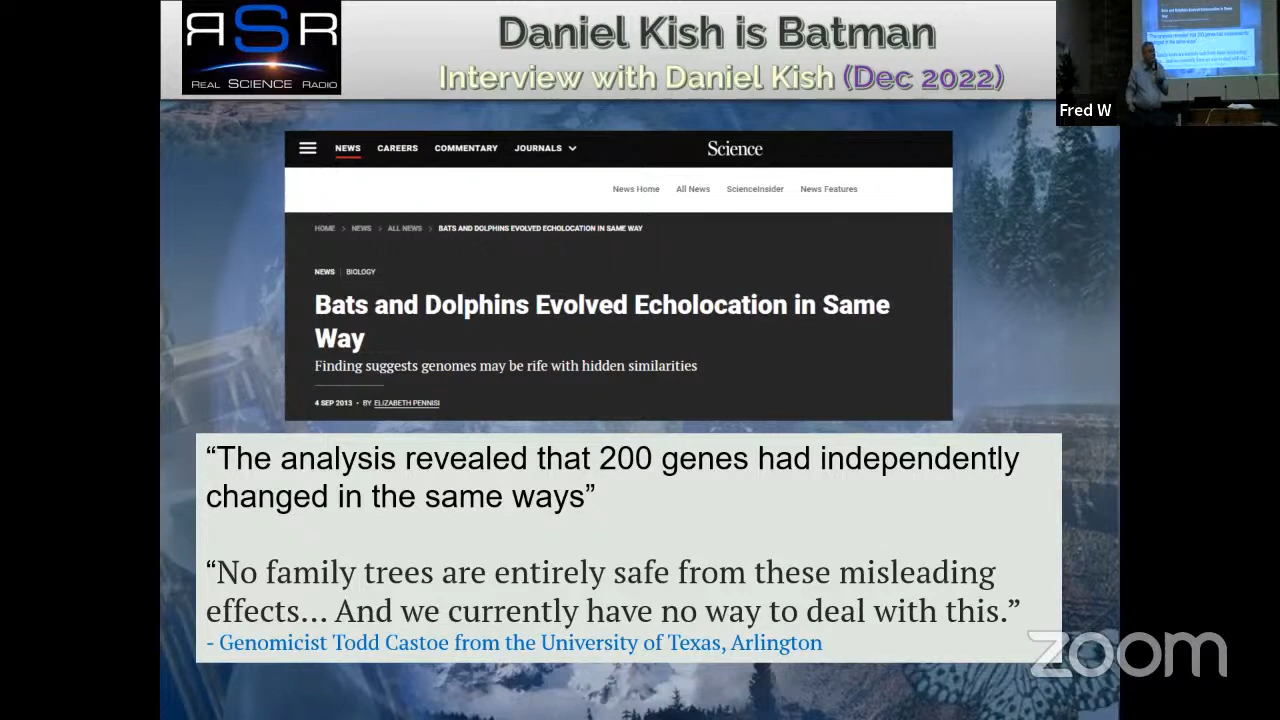 RSR
REAL SCIENCE RADIO
Daniel Kish is Batman
Interview with Daniel Kish (Dec 2022)
Fred W
NEWS CAREERS COMMENTARY JOURNALS
Science
News Home All News ScienceInsider News Features
HOME > NEWS > ALL NEWS > BATS AND DOLPHINS EVOLVED ECHOLOCATION IN SAME WAY
NEWS | BIOLOGY
Bats and Dolphins Evolved Echolocation in Same
Way
Finding suggests genomes may be rife with hidden similarities
4 SEP 2013 • BY ELIZABETH PENNISI
“The analysis revealed that 200 genes had independently
changed in the same ways”
“No family trees are entirely safe from these misleading
effects... And we currently have no way to deal with this.”
- Genomicist Todd Castoe from the University of Texas, Arlington
zoom